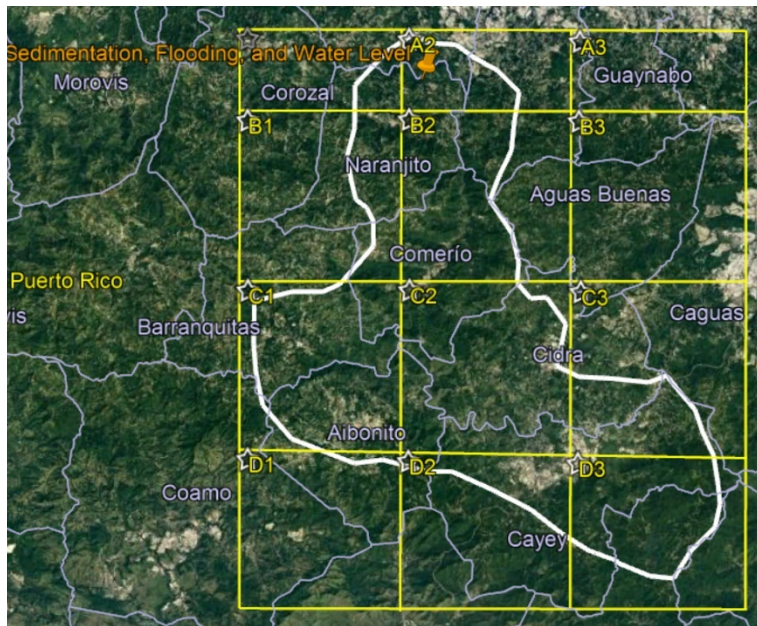 A2
A3
Sedimentation, Flooding, and Water Level
Guaynabo
Morovis
Corozal
B1
B2
B3
Naranjito
Aguas Buenas
Comerío
Puerto Rico
C1
C2
C3
vis
Barranquitas
Caguas
Cidra
Aibonito
D1
D2
D3
Coamo
Cayey